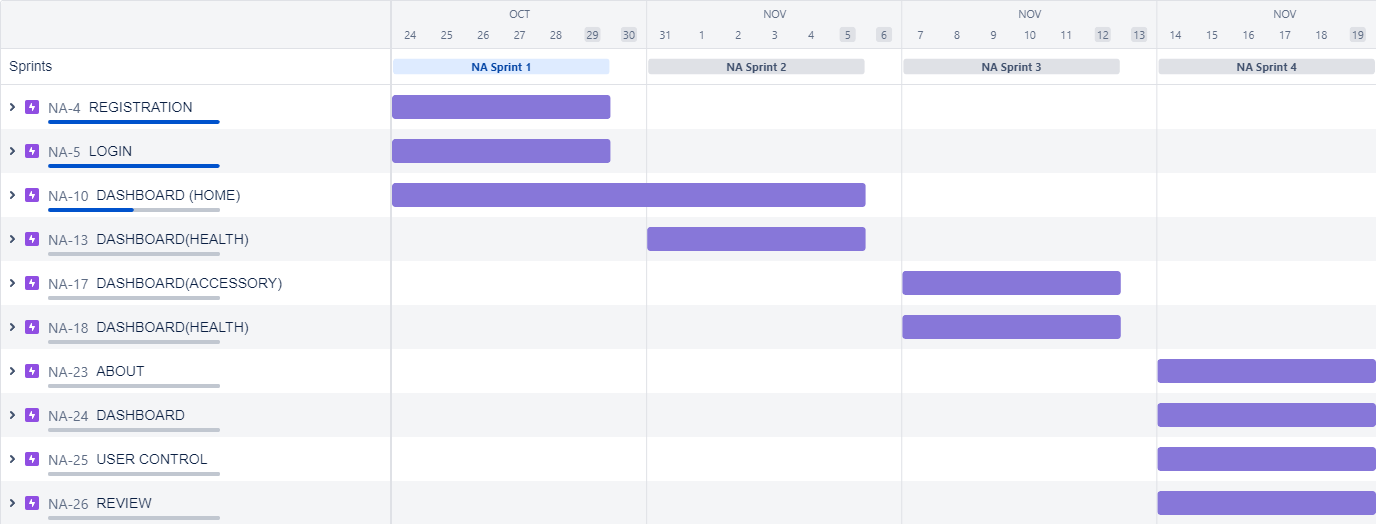 OCT NOV NOV NOV
24 25 26 27 28 29 30 31 1 2 3 4 5 6 7 8 9 10 11 12 13 14 15 16 17 18 19
Sprints NA Sprint 1 NA Sprint 2 NA Sprint 3 NA Sprint 4
NA-4 REGISTRATION
NA-5 LOGIN
NA-10 DASHBOARD (HOME)
NA-13 DASHBOARD(HEALTH)
NA-17 DASHBOARD(ACCESSORY)
NA-18 DASHBOARD(HEALTH)
NA-23 ABOUT
NA-24 DASHBOARD
NA-25 USER CONTROL
NA-26 REVIEW